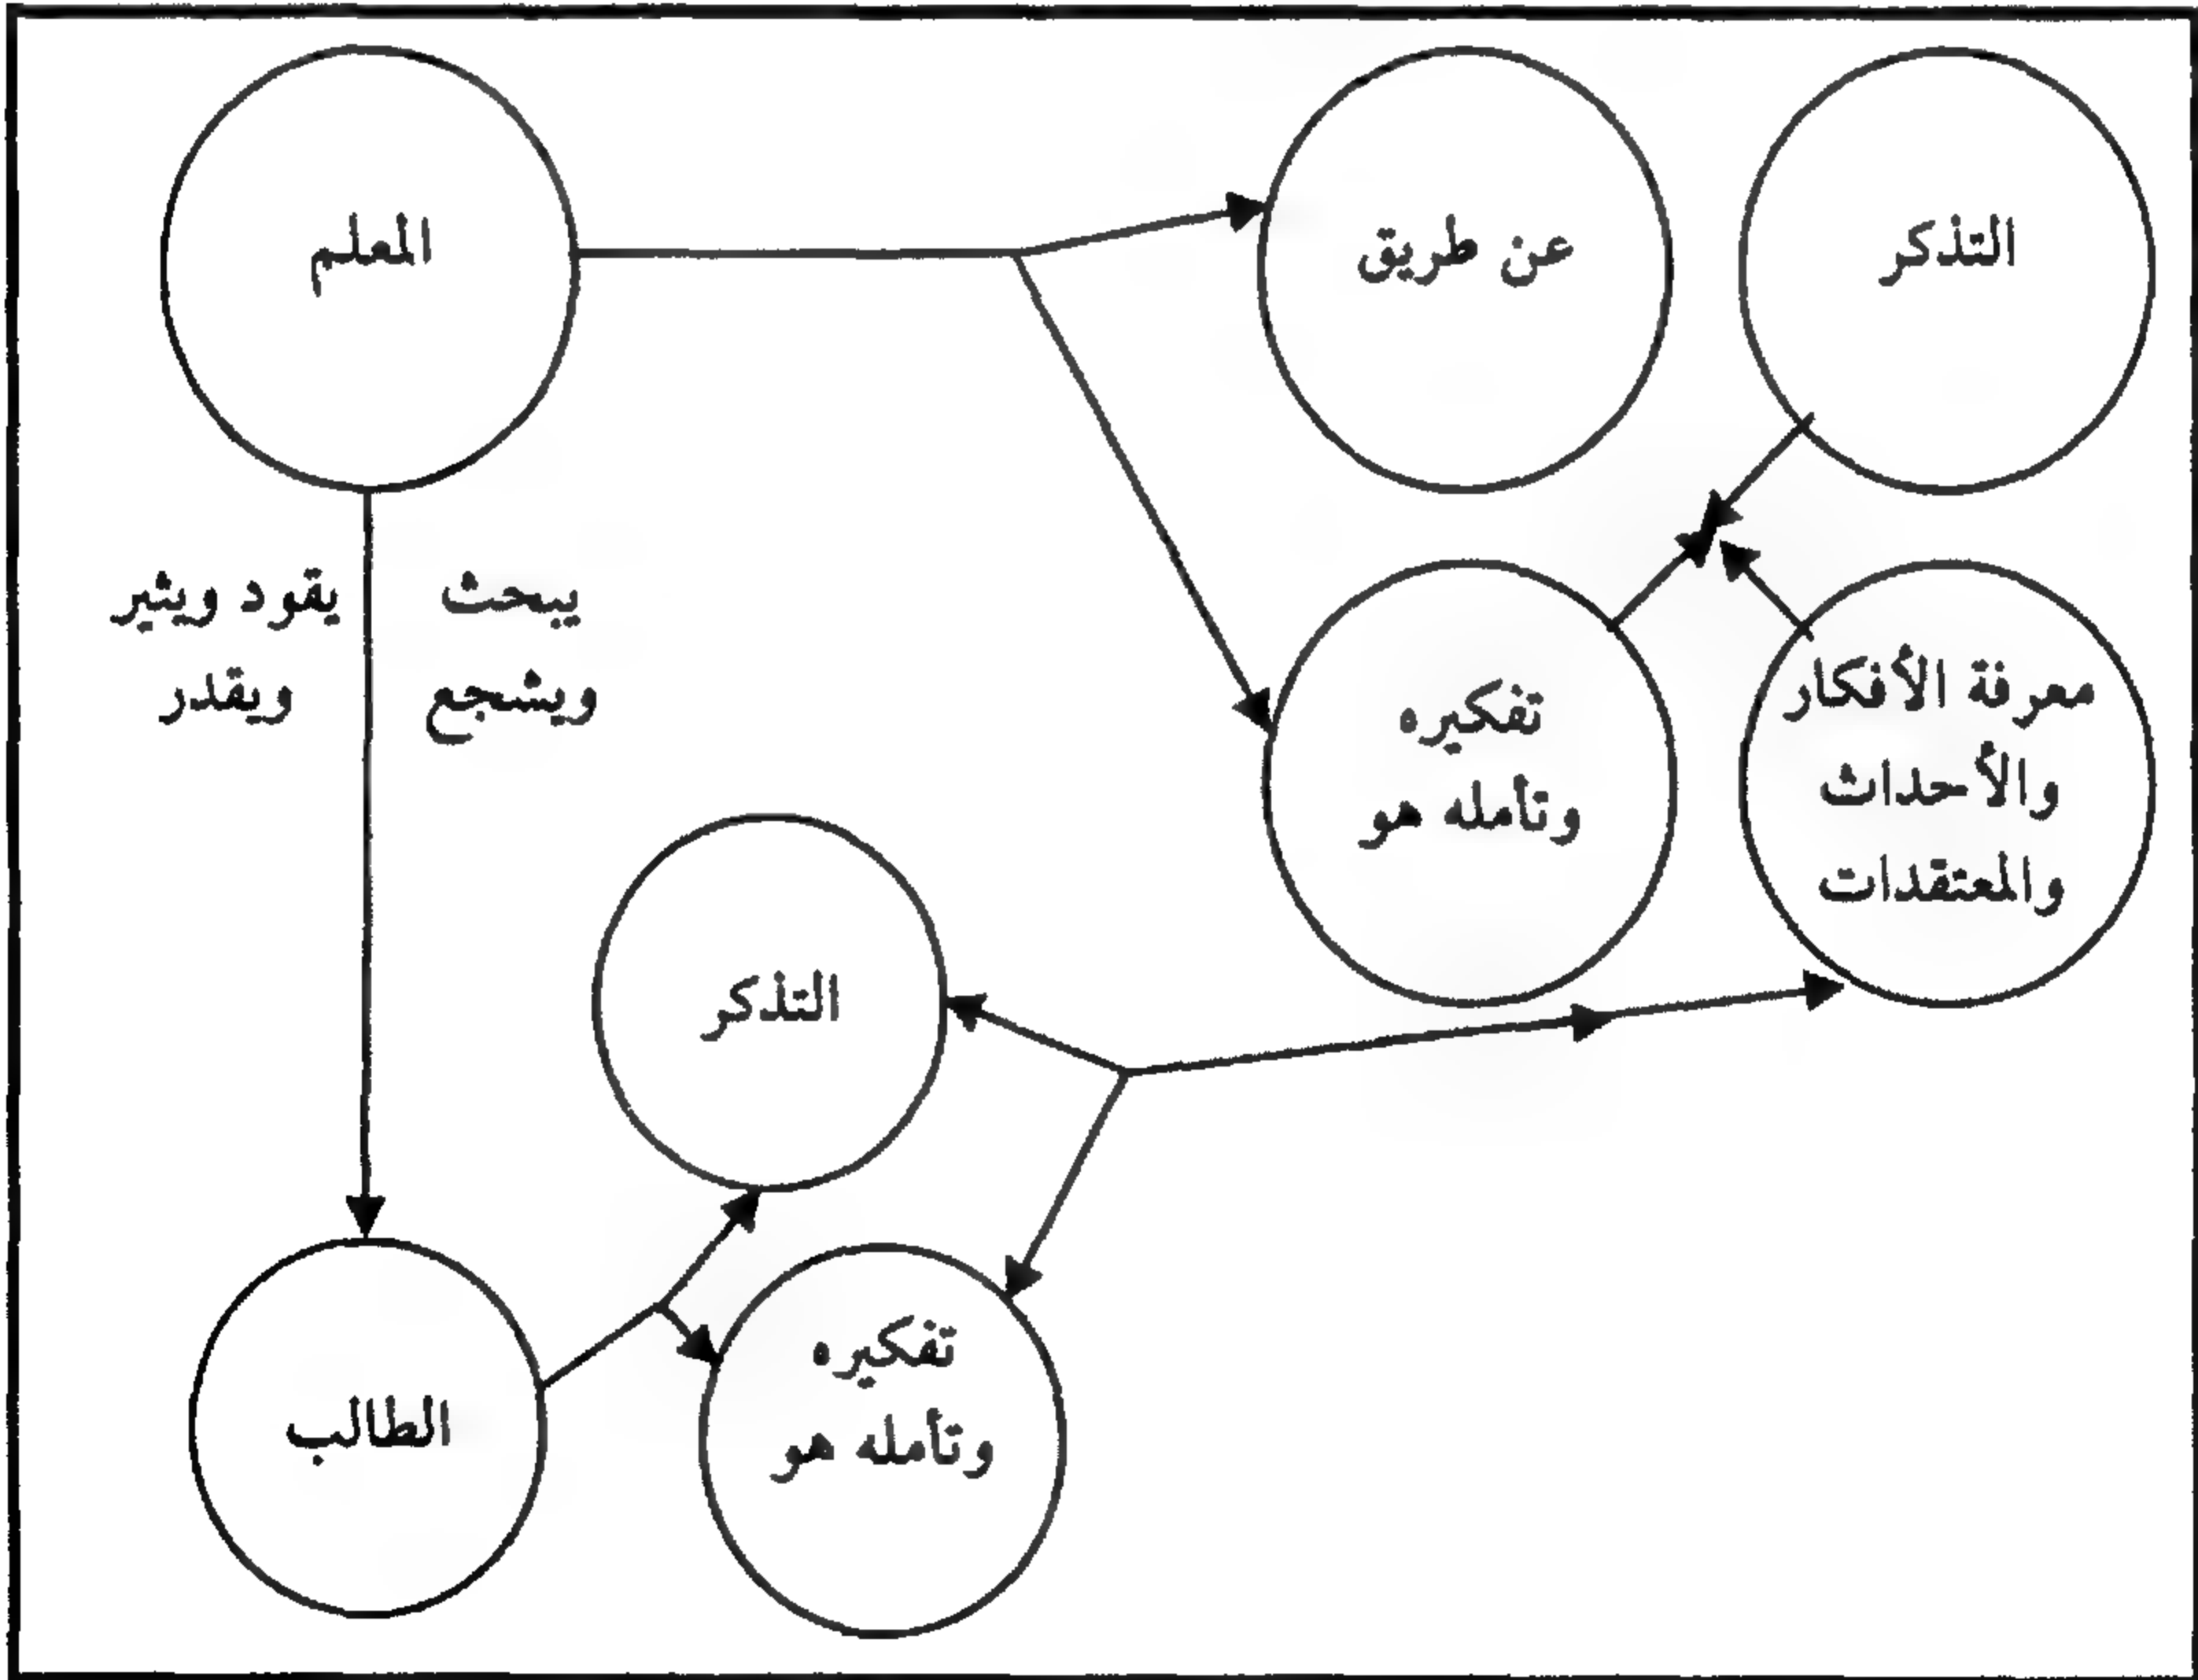 التذكر
عن طريق
المعلم
يبحث
ويشجع
يقود ويثير
ويقدر
معرفة الأفكار
والأحداث
والمعتقدات
تفكيره
وتأمله هو
التذكر
تفكيره
وتأمله هو
الطالب